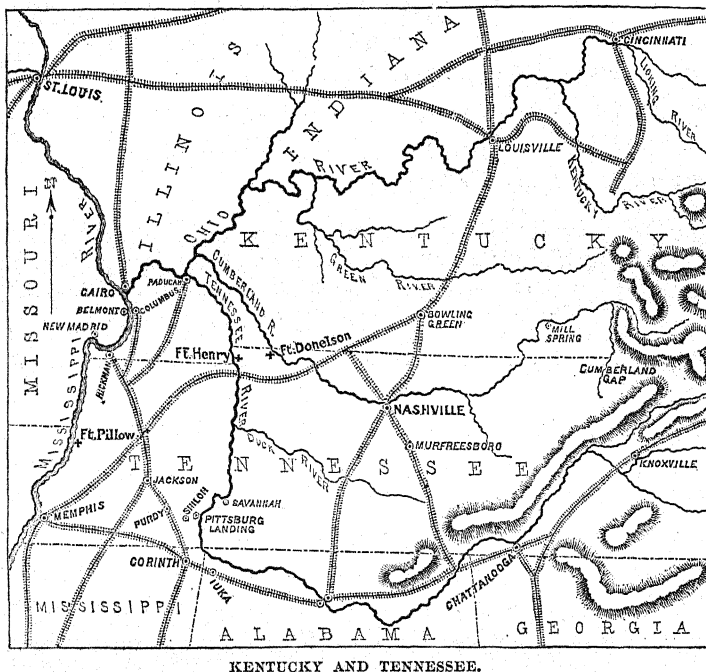 CINCINNATI
LICKING RIVER
ST. LOUIS.
ILLINOIS
INDIANA
LOUISVILLE
KENTUCKY RIVER
MISSOURI
N
RIVER
OHIO RIVER
KENTUCKY
GREEN RIVER
CAIRO
PADUCAH
CUMBERLAND R.
TENNESSEE RIVER
BELMONT
COLUMBUS
BOWLING GREEN
NEW MADRID
MILL SPRING
HICKMAN
Ft. Henry
Ft. Donelson
CUMBERLAND GAP
MISSISSIPPI
NASHVILLE
Ft. Pillow
DUCK RIVER
MURFREESBORO
TENNESSEE
KNOXVILLE
JACKSON
SAVANNAH
SHILOH
MEMPHIS
PURDY
PITTSBURG LANDING
CORINTH
IUKA
CHATTANOOGA
MISSISSIPPI
ALABAMA
GEORGIA
KENTUCKY AND TENNESSEE.